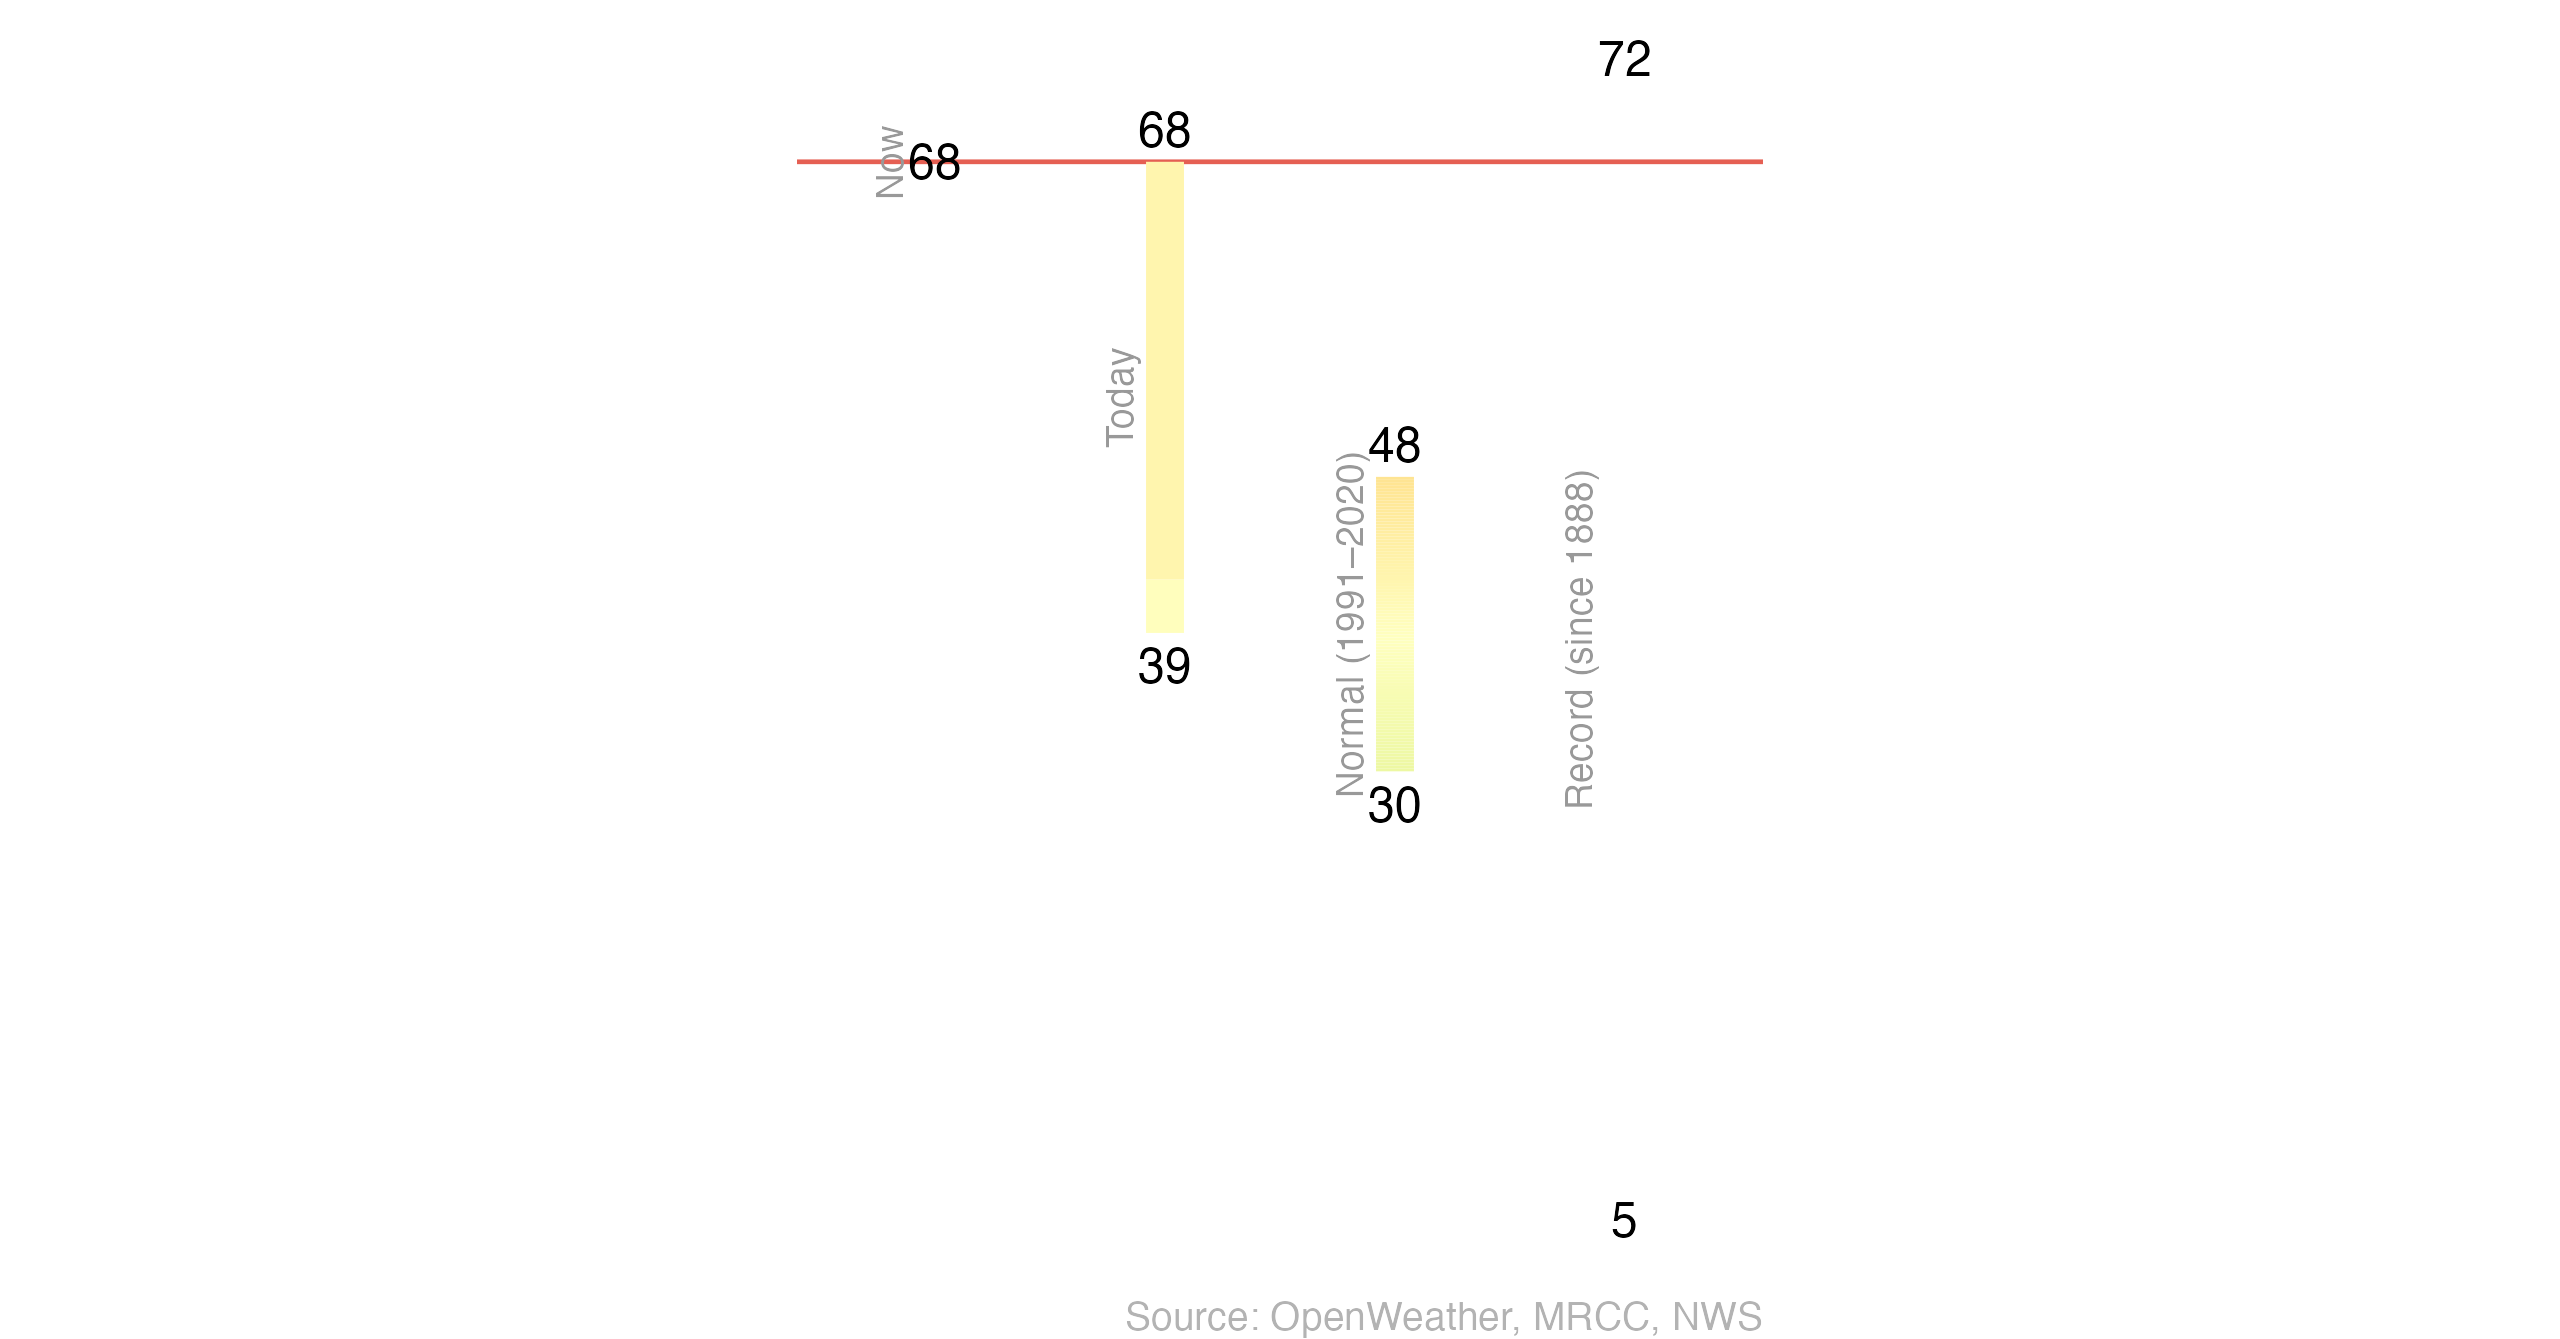 72
68
Now
68
Today
39
48
Normal (1991–2020)
30
Record (since 1888)
5
Source: OpenWeather, MRCC, NWS